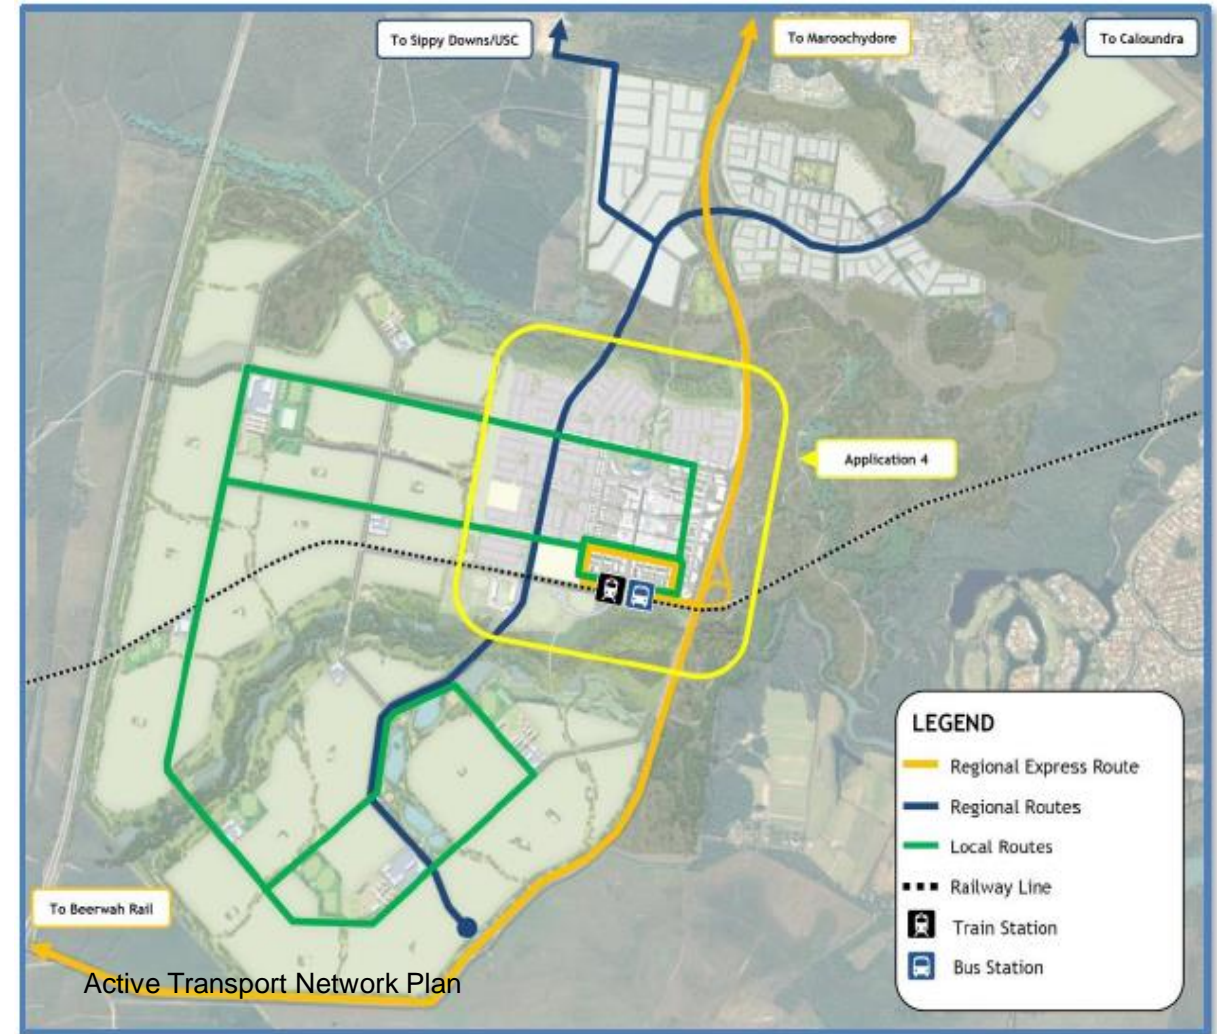 To Sippy Downs/USC
To Maroochydore
To Caloundra
Application 4
LEGEND
Regional Express Route
Regional Routes
Local Routes
Railway Line
Train Station
Bus Station
To Beerwah Rail
Active Transport Network Plan